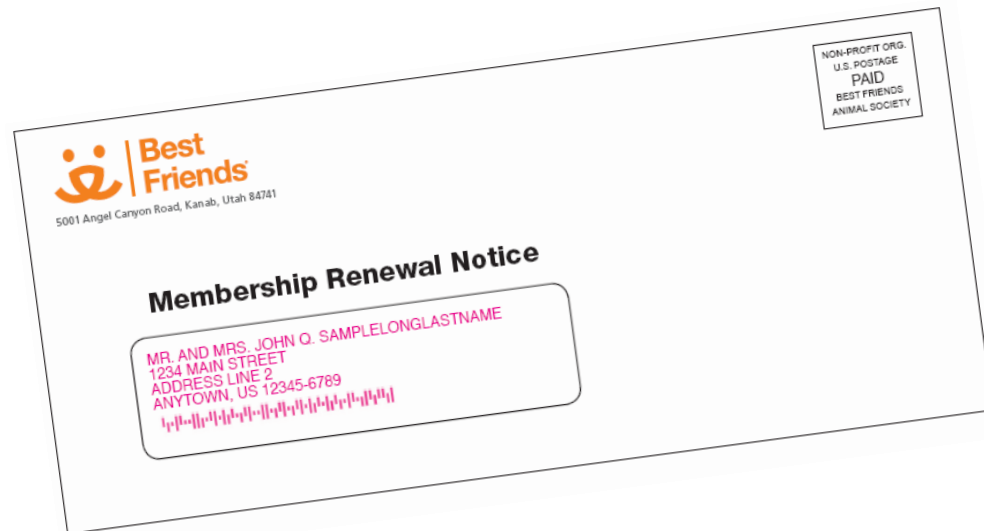 Best
Friends
5001 Angel Canyon Road, Kanab, Utah 84741
NON-PROFIT ORG.
U.S. POSTAGE
PAID
BEST FRIENDS
ANIMAL SOCIETY
Membership Renewal Notice
MR. AND MRS. JOHN Q. SAMPLELONGLASTNAME
1234 MAIN STREET
ADDRESS LINE 2
ANYTOWN, US 12345-6789